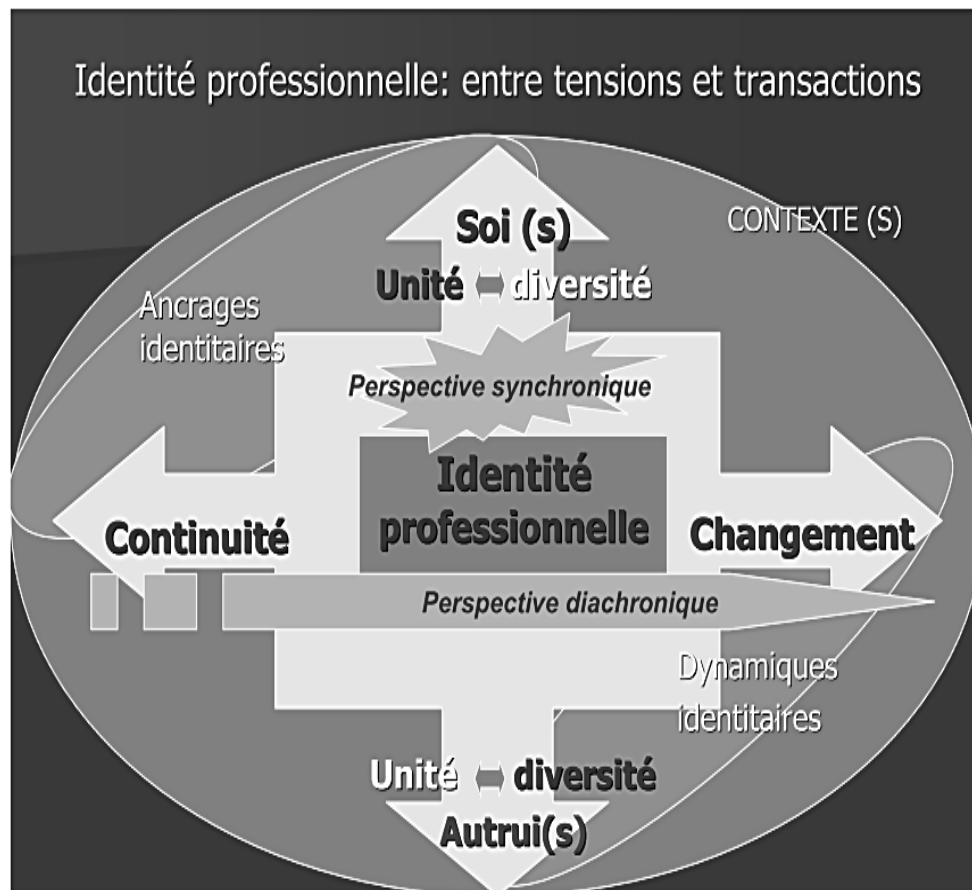 Identité professionnelle: entre tensions et transactions
Soi (s)
CONTEXTE (S)
Unité diversité
Ancrages
identitaires
Perspective synchronique
Identité
professionnelle
Continuité
Changement
Perspective diachronique
Dynamiques
identitaires
Unité diversité
Autrui(s)